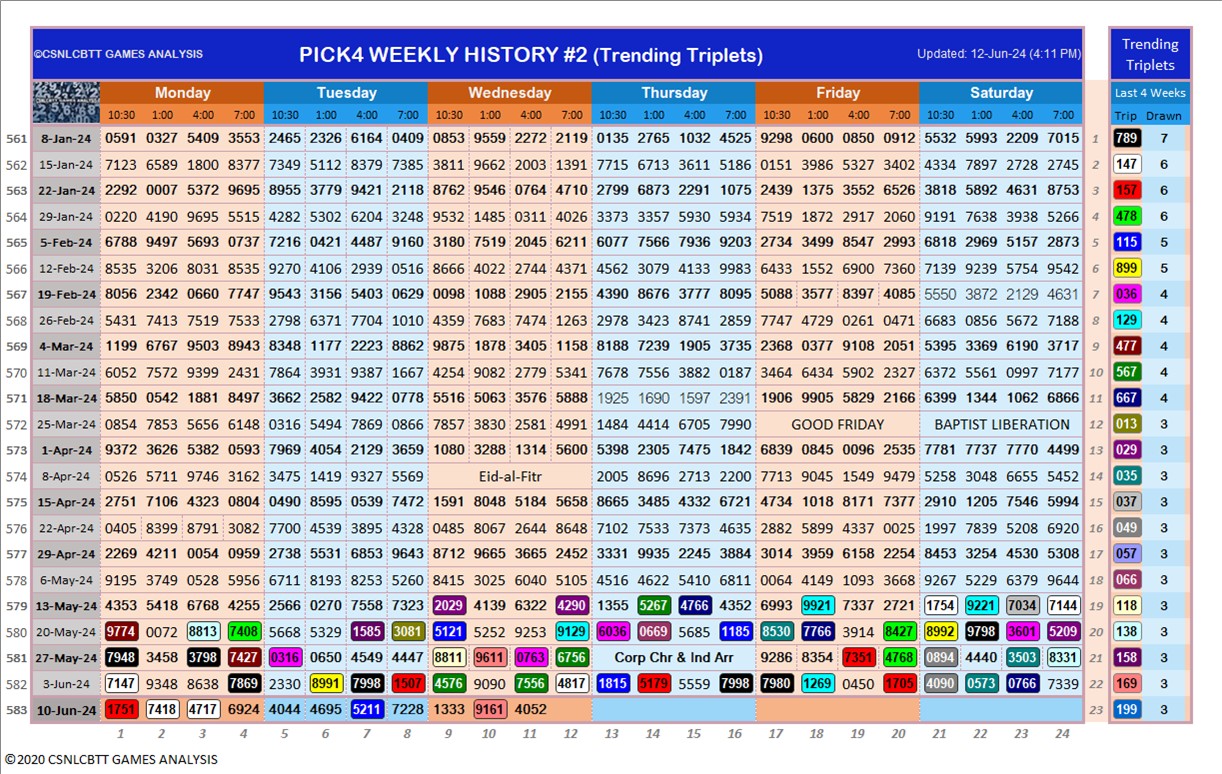 ©CSNLCBTT GAMES ANALYSIS PICK4 WEEKLY HISTORY #2 (Trending Triplets) Updated: 12-Jun-24 (4:11 PM) Trending
Triplets
Monday Tuesday Wednesday Thursday Friday Saturday Last 4 Weeks
10:30 1:00 4:00 7:00 10:30 1:00 4:00 7:00 10:30 1:00 4:00 7:00 10:30 1:00 4:00 7:00 10:30 1:00 4:00 7:00 10:30 1:00 4:00 7:00 Trip Drawn
561 8-Jan-24 0591 0327 5409 3553 2465 2326 6164 0409 0853 9559 2272 2119 0135 2765 1032 4525 9298 0600 0850 0912 5532 5993 2209 7015 1 789 7
562 15-Jan-24 7123 6589 1800 8377 7349 5112 8379 7385 3011 9662 2003 1391 7715 6713 3611 5186 0151 3986 5327 3402 4334 7897 2728 2745 2 147 6
563 22-Jan-24 2292 0007 5372 9695 8955 3779 9421 2118 8762 9546 0764 4710 2799 6873 2291 1075 2439 1375 3552 6526 3818 5892 4631 8753 3 157 6
564 29-Jan-24 0220 4190 9695 5515 4282 5302 6204 3248 9532 1485 0311 4026 3373 3357 5930 5934 7519 1872 2917 2060 9191 7638 3938 5266 4 478 6
565 5-Feb-24 6788 9497 5693 0737 7216 0421 4487 9160 3180 7519 2045 6211 6077 7566 7936 9203 2734 3499 8547 2993 6818 2969 5157 2873 5 115 5
566 12-Feb-24 8535 3206 8031 8535 9270 4106 2939 0516 8666 4022 2744 4371 4562 3079 4133 9983 6433 1552 6900 7360 7139 9239 5754 9542 6 899 5
567 19-Feb-24 8056 2342 0660 7747 9543 3156 5403 0629 9098 1088 2905 2155 4390 8676 3777 8095 5088 3577 8397 4085 5550 3872 2129 4631 7 036 4
568 26-Feb-24 5431 7413 7519 7533 2798 6371 7704 1010 4359 7683 7474 1263 2978 3423 8741 2859 7747 4729 0261 0471 6683 0856 5672 7188 8 129 4
569 4-Mar-24 1199 6767 9503 8943 8348 1177 2223 8862 9875 1878 3405 1158 8188 7239 1905 3735 2368 0377 9108 2051 5395 3369 6190 3717 9 477 4
570 11-Mar-24 6052 7572 9399 2431 7864 3931 9387 1667 4254 9082 2779 5341 7678 7556 3882 0187 3464 6434 5902 2327 6372 5561 0997 7177 10 567 4
571 18-Mar-24 5850 0542 1881 8497 3662 2582 9422 0778 5516 5063 3576 5888 1925 1690 1597 2391 1906 9905 5829 2166 6399 1344 1062 6866 11 667 4
572 25-Mar-24 0854 7853 5656 6148 0316 5494 7869 0866 7857 3830 2581 4991 1484 4414 6705 7990 GOOD FRIDAY BAPTIST LIBERATION 12 013 3
573 1-Apr-24 9372 3626 5382 0593 7969 4054 2129 3659 1080 3288 1314 5600 5398 2305 7475 1842 6839 0845 0096 2535 7781 7737 7770 4499 13 029 3
574 8-Apr-24 0526 5711 9746 3162 3475 1419 9327 5569 Eid-al-Fitr 2005 8696 2713 2200 7713 9045 1549 9479 5258 3048 6655 5452 14 035 3
575 15-Apr-24 2751 7106 4323 0804 0490 8595 0539 7472 1591 8048 5184 5658 8665 3485 4332 6721 4734 1018 8171 9477 2910 1205 7546 5994 15 037 3
576 22-Apr-24 0405 8399 8791 3082 7700 4539 3895 4328 0485 8067 2644 8648 7102 7533 7373 4635 2882 5899 4337 0025 1997 7839 5208 6920 16 049 3
577 29-Apr-24 2269 4211 0054 0959 2738 5531 6853 9643 8712 9665 3665 2452 3331 9935 2245 3884 3014 3959 6158 2254 8453 3254 4530 5308 17 057 3
578 6-May-24 9195 3749 0528 5956 6711 8193 8253 5260 8415 3025 6040 5105 4516 4622 5410 6811 0064 4149 1093 3668 9267 5229 6379 9644 18 066 3
579 13-May-24 4353 5418 6768 4255 2566 0270 7558 7323 2029 4139 6322 4290 1355 5267 4766 4352 6993 9921 7337 2721 1754 9221 7034 7144 19 118 3
580 20-May-24 9774 0072 8813 7408 5668 5329 1585 3081 5121 5252 9253 9129 6036 0669 5685 1185 8530 7766 3914 8427 8992 9798 3601 5209 20 138 3
581 27-May-24 7948 3458 3798 7427 0316 0650 4549 4447 8811 9611 0763 6756 Corp Chr & Ind Arr 9286 8354 7351 4768 0894 4440 3503 8331 21 158 3
582 3-Jun-24 7147 9348 8638 7869 2330 8991 7998 1507 4576 9090 7556 4817 1815 5179 5559 7998 7980 1269 0450 1705 4090 0573 0766 7339 22 169 3
583 10-Jun-24 1751 7418 4717 6924 4044 4695 5211 7228 1333 9161 4052 23 199 3
1 2 3 4 5 6 7 8 9 10 11 12 13 14 15 16 17 18 19 20 21 22 23 24
©2020 CSNLCBTT GAMES ANALYSIS